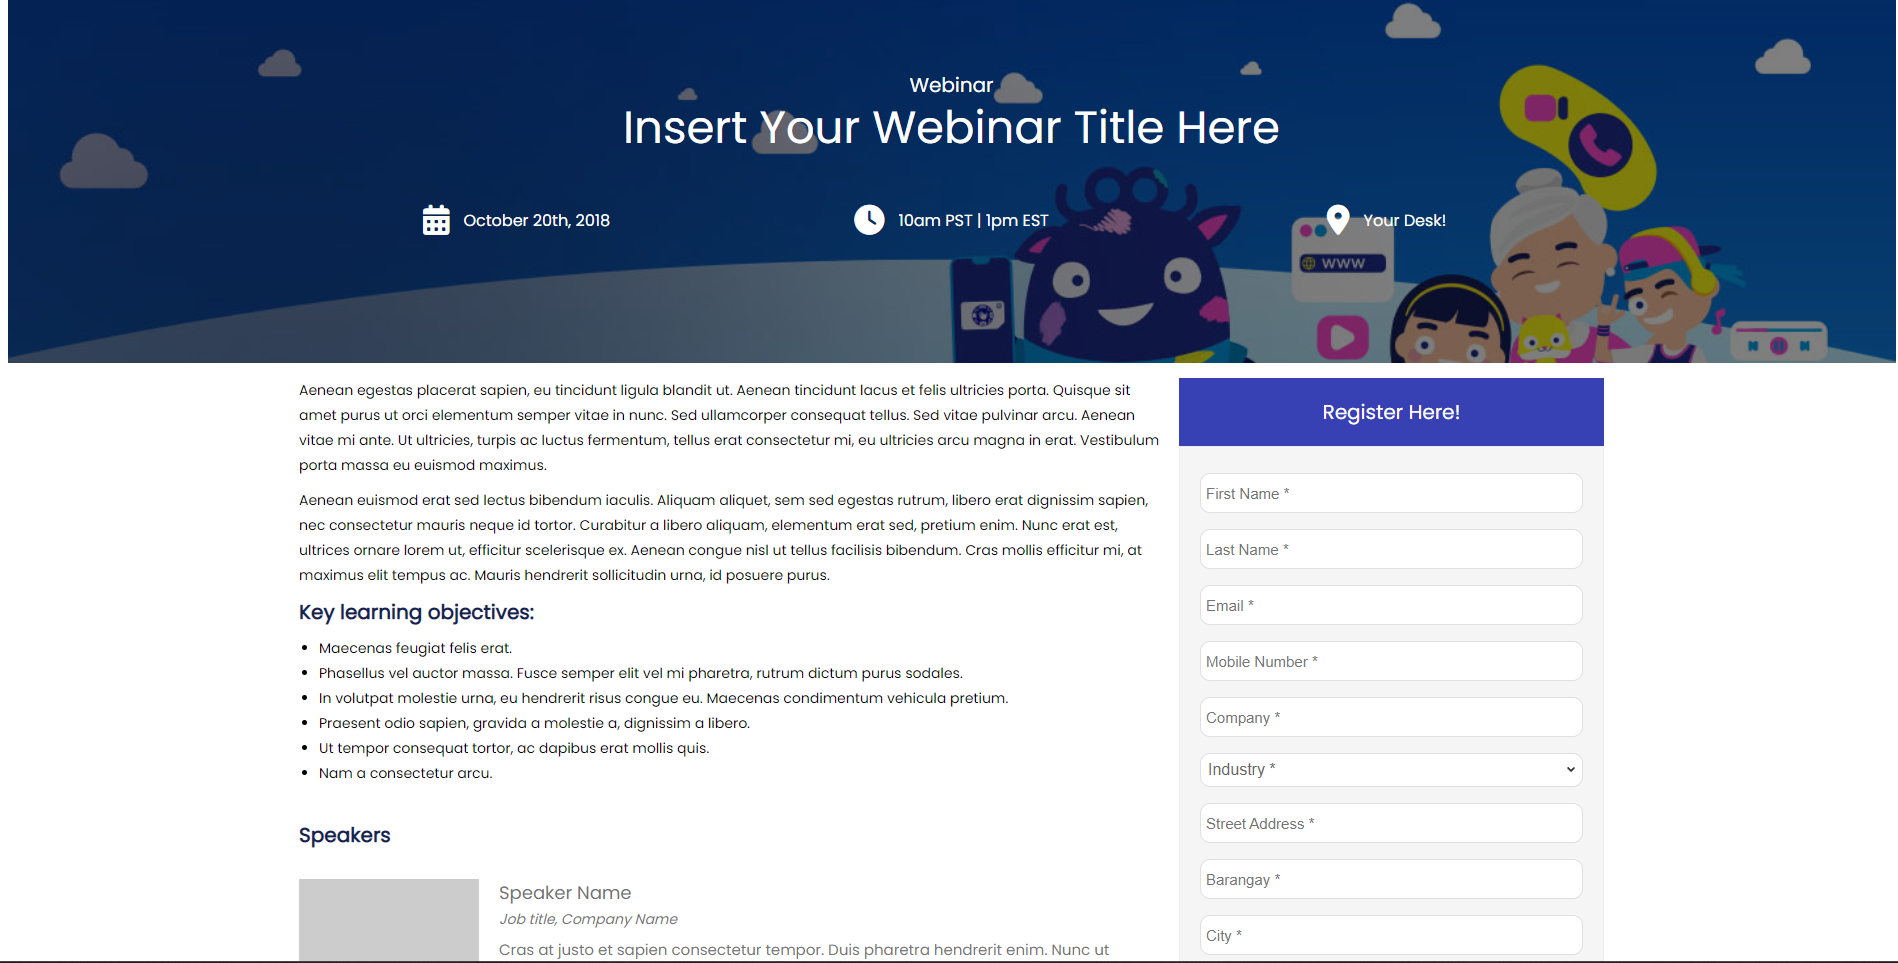 Webinar
Insert Your Webinar Title Here
October 20th, 2018
10am PST | 1pm EST
Your Desk!
www
Aenean egestas placerat sapien, eu tincidunt ligula blandit ut. Aenean tincidunt lacus et felis ultricies porta. Quisque sit
amet purus ut orci elementum semper vitae in nunc. Sed ullamcorper consequat tellus. Sed vitae pulvinar arcu. Aenean
vitae mi ante. Ut ultricies, turpis ac luctus fermentum, tellus erat consectetur mi, eu ultricies arcu magna in erat. Vestibulum
porta massa eu euismod maximus.
Aenean euismod erat sed lectus bibendum iaculis. Aliquam aliquet, sem sed egestas rutrum, libero erat dignissim sapien,
nec consectetur mauris neque id tortor. Curabitur a libero aliquam, elementum erat sed, pretium enim. Nunc erat est,
ultrices ornare lorem ut, efficitur scelerisque ex. Aenean congue nisl ut tellus facilisis bibendum. Cras mollis efficitur mi, at
maximus elit tempus ac. Mauris hendrerit sollicitudin urna, id posuere purus.
Key learning objectives:
Maecenas feugiat felis erat.
Phasellus vel auctor massa. Fusce semper elit vel mi pharetra, rutrum dictum purus sodales.
In volutpat molestie urna, eu hendrerit risus congue eu. Maecenas condimentum vehicula pretium.
Praesent odio sapien, gravida a molestie a, dignissim a libero.
Ut tempor consequat tortor, ac dapibus erat mollis quis.
Nam a consectetur arcu.
Speakers
Speaker Name
Job title, Company Name
Cras at justo et sapien consectetur tempor. Duis pharetra hendrerit enim. Nunc ut
Register Here!
First Name *
Last Name *
Email *
Mobile Number *
Company *
Industry *
Street Address *
Barangay *
City *